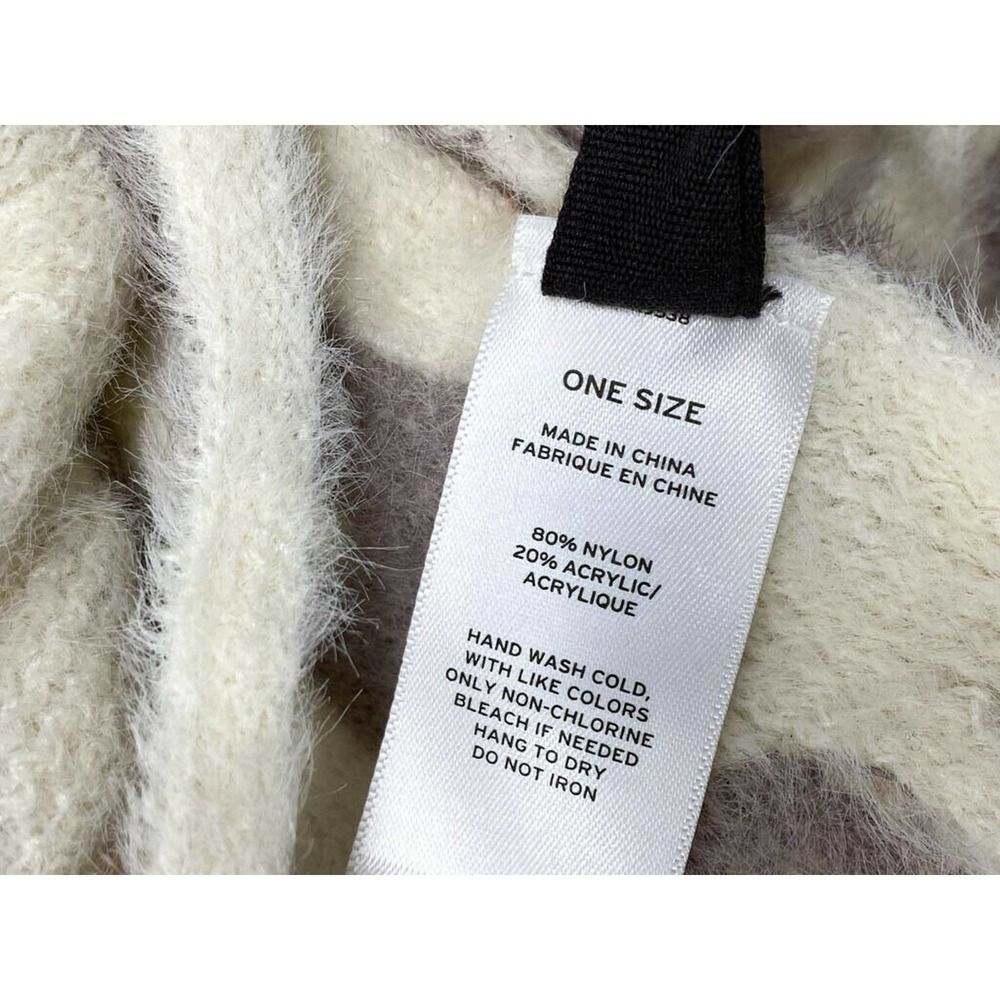 ONE SIZE
MADE IN CHINA
FABRIQUE EN CHINE
80% NYLON
20% ACRYLIC/
ACRYLIQUE
HAND WASH COLD,
WITH LIKE COLORS
ONLY NON-CHLORINE
BLEACH IF NEEDED
HANG TO DRY
DO NOT IRON